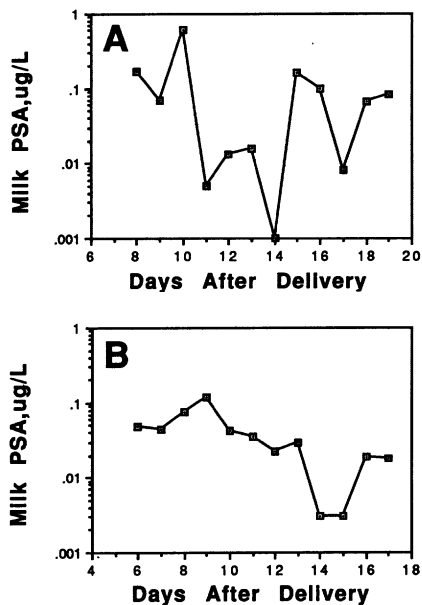 A
Milk PSA,ug/L
1
.1
.01
.001
6 8 10 12 14 16 18 20
Days After Delivery
B
Milk PSA,ug/L
1
.1
.01
.001
4 6 8 10 12 14 16 18
Days After Delivery